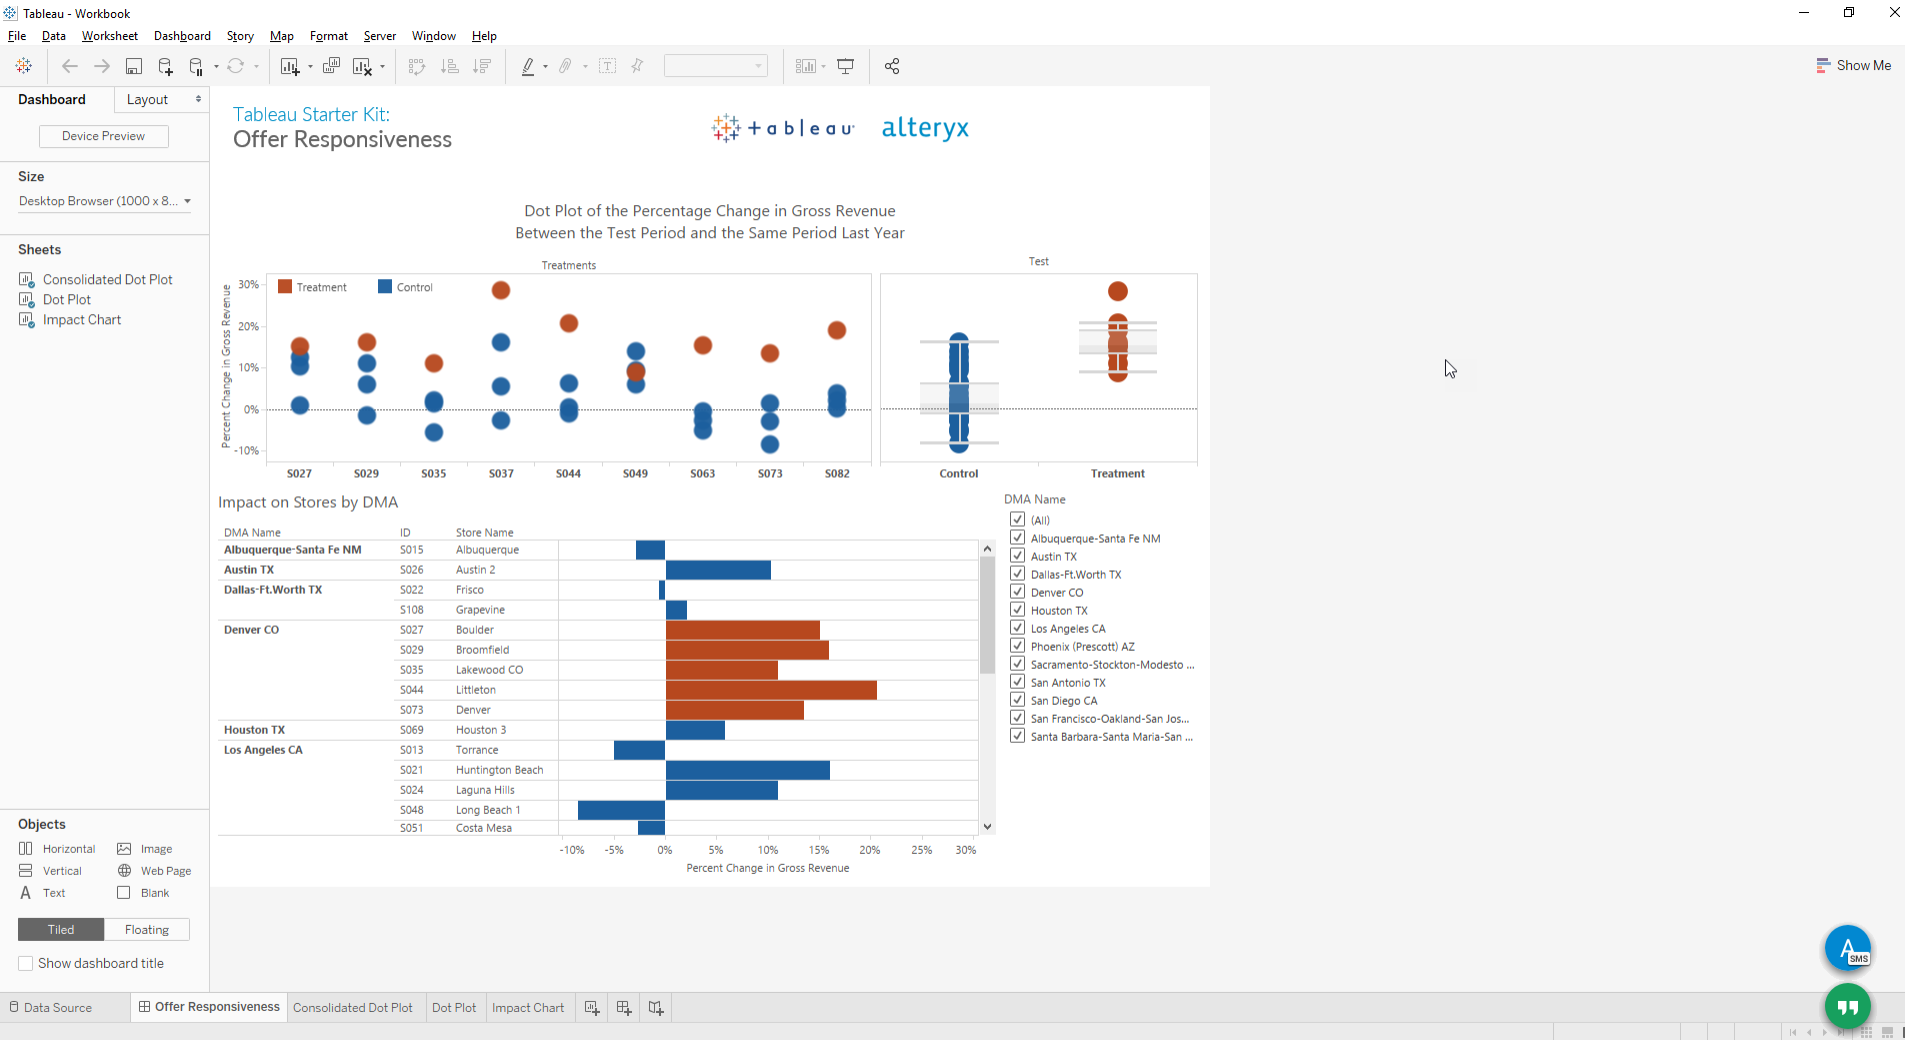 Tableau - Workbook
File Data Worksheet Dashboard Story Map Format Server Window Help
Show Me
Dashboard Layout
Device Preview
Size
Desktop Browser (1000 x 8...
Sheets
Consolidated Dot Plot
Dot Plot
Impact Chart
Tableau Starter Kit:
Offer Responsiveness
+ableau
alteryx
Dot Plot of the Percentage Change in Gross Revenue
Between the Test Period and the Same Period Last Year
Treatments
Test
Treatment Control
Percent Change in Gross Revenue
30%
20%
10%
0%
-10%
S027 S029 S035 S037 S044 S049 S063 S073 S082
Control Treatment
Impact on Stores by DMA
DMA Name ID Store Name
Albuquerque-Santa Fe NM S015 Albuquerque
Austin TX S026 Austin 2
Dallas-Ft.Worth TX S022 Frisco
S108 Grapevine
Denver CO S027 Boulder
S029 Broomfield
S035 Lakewood CO
S044 Littleton
S073 Denver
Houston TX S069 Houston 3
Los Angeles CA S013 Torrance
S021 Huntington Beach
S024 Laguna Hills
S048 Long Beach 1
S051 Costa Mesa
-10% -5% 0% 5% 10% 15% 20% 25% 30%
Percent Change in Gross Revenue
DMA Name
(All)
Albuquerque-Santa Fe NM
Austin TX
Dallas-Ft.Worth TX
Denver CO
Houston TX
Los Angeles CA
Phoenix (Prescott) AZ
Sacramento-Stockton-Modesto ...
San Antonio TX
San Diego CA
San Francisco-Oakland-San Jos...
Santa Barbara-Santa Maria-San ...
Objects
Horizontal Image
Vertical Web Page
A Text Blank
Tiled Floating
Show dashboard title
A SMS
Data Source Offer Responsiveness Consolidated Dot Plot Dot Plot Impact Chart